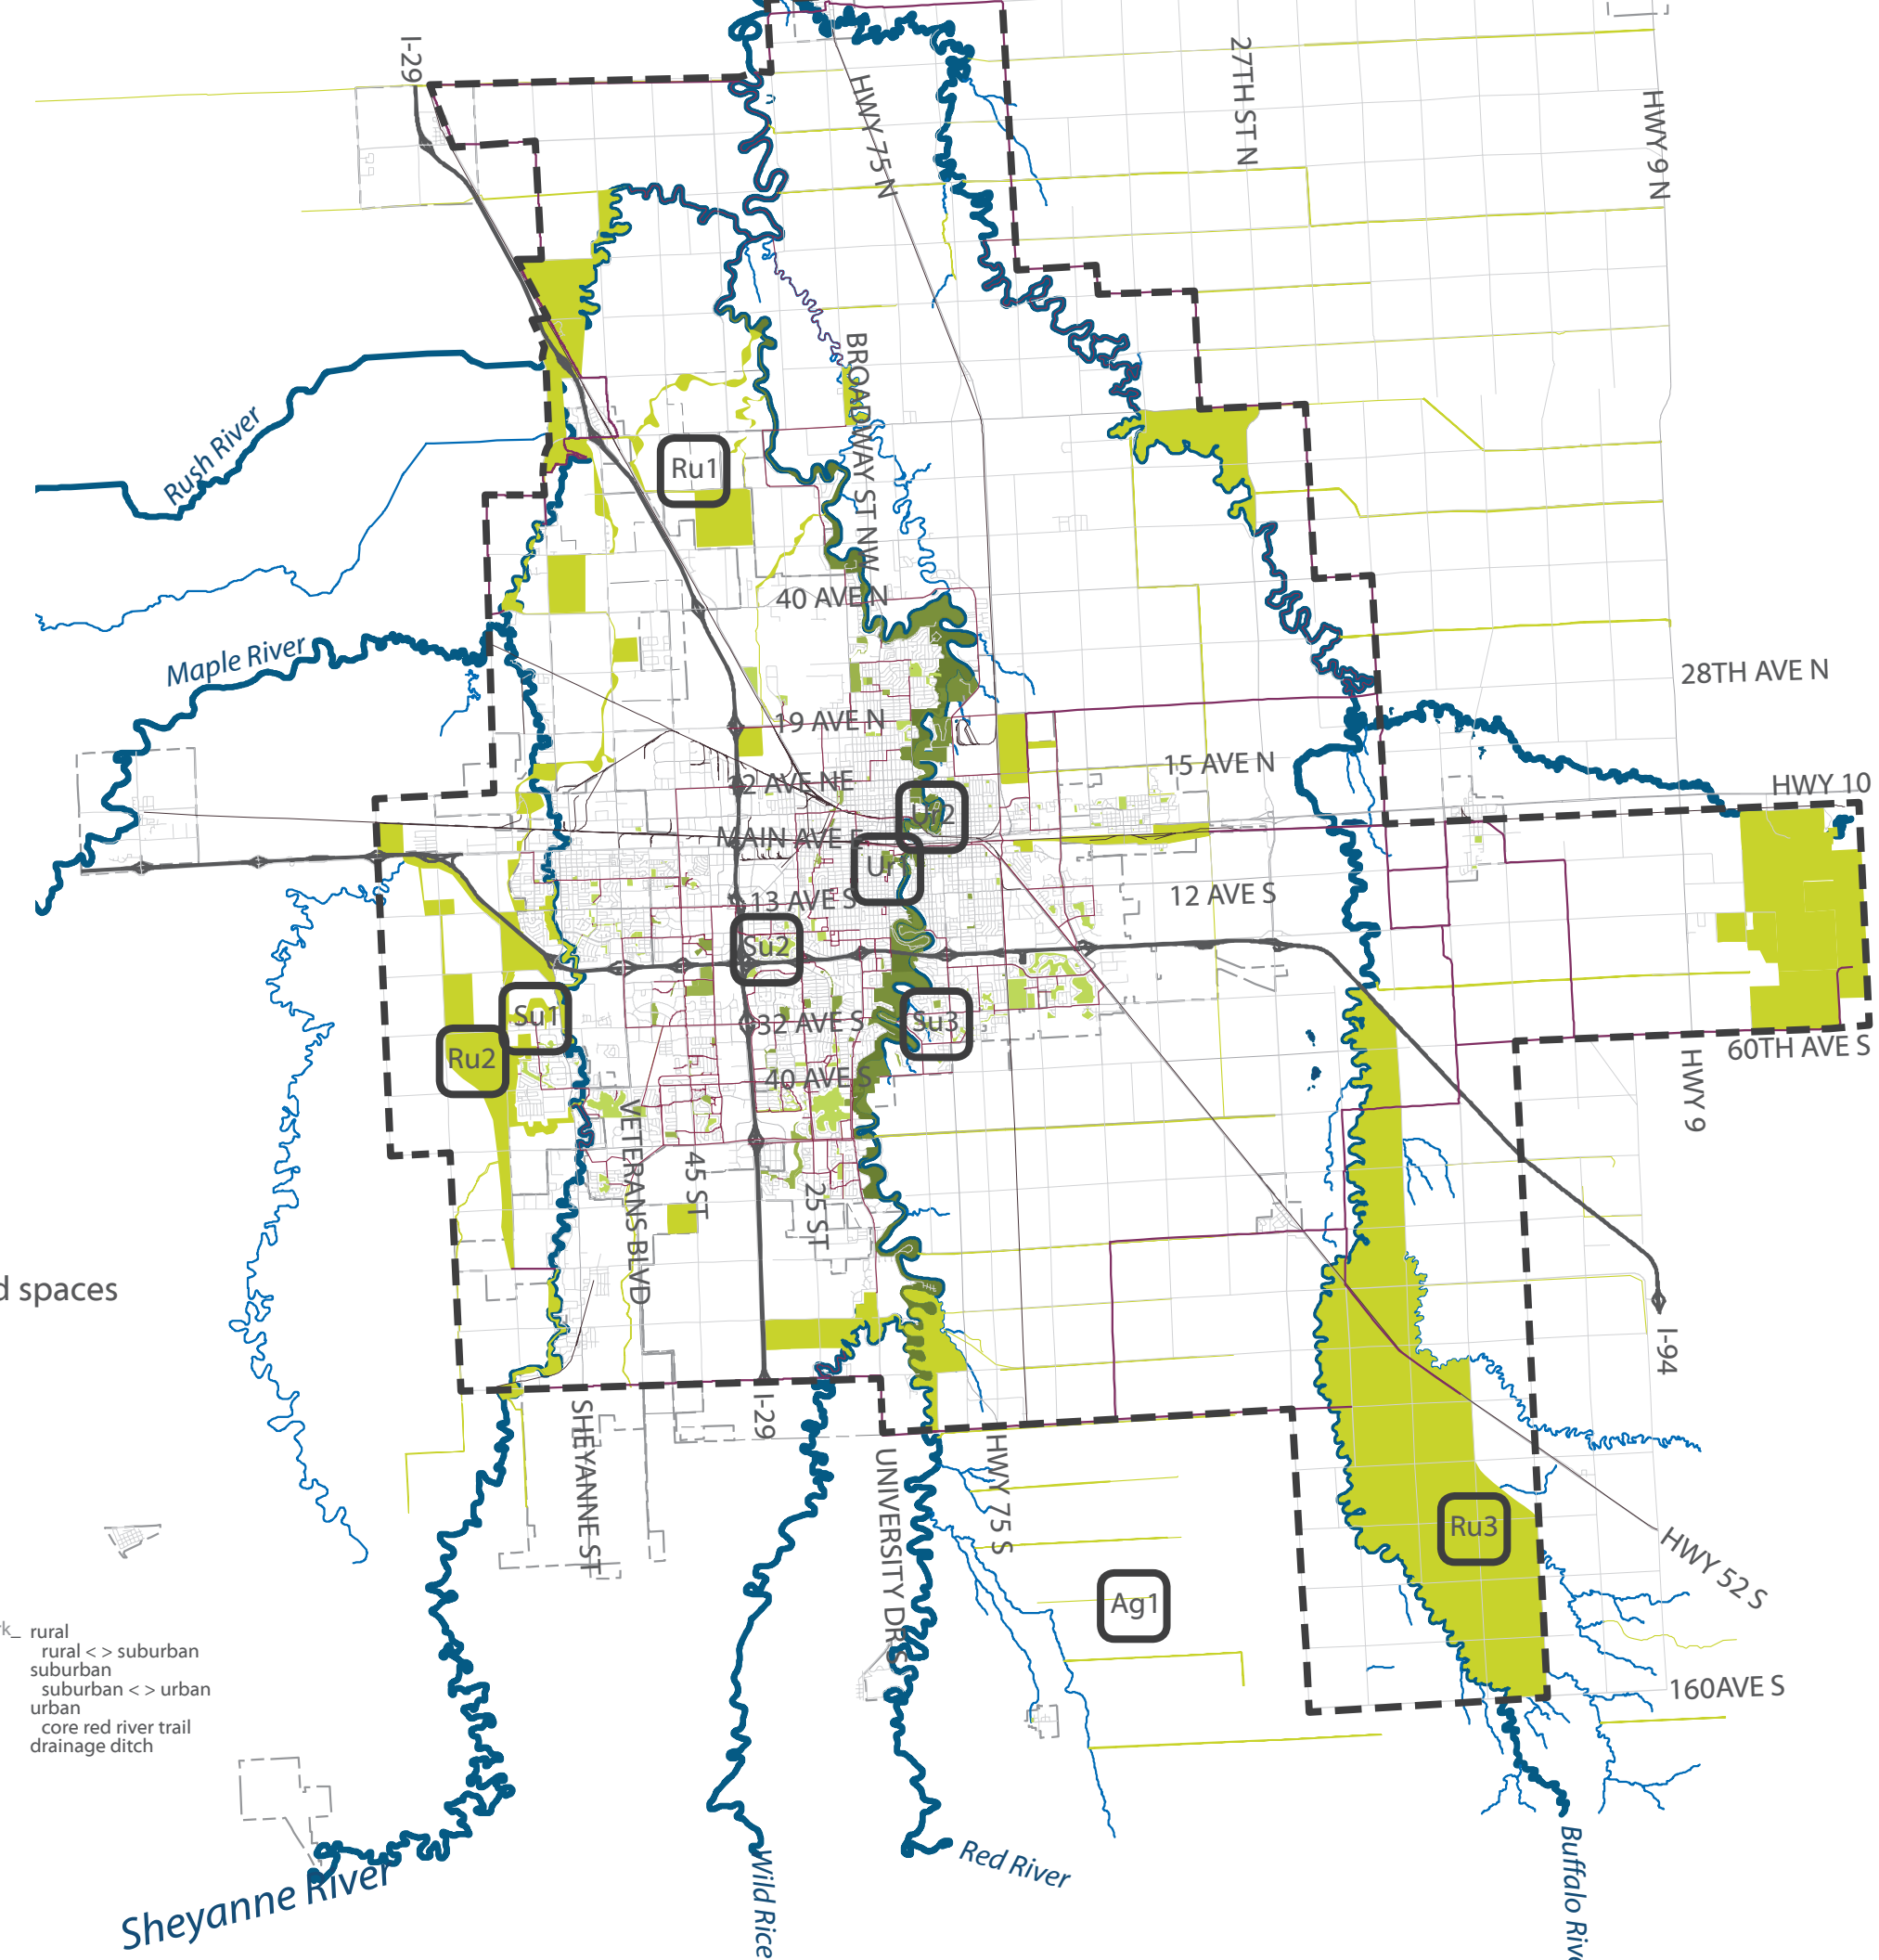 I-29
HWY 75 N
27TH ST N
HWY 9 N
Rush River
BROADWAY ST NW
Ru1
40 AVE N
Maple River
28TH AVE N
19 AVE N
15 AVE N
12 AVE NE
HWY 10
Ur2
MAIN AVE
Ur
13 AVE S
12 AVE S
Su2
Su1
32 AVE S
Su3
Ru2
60TH AVE S
40 AVE S
HWY 9
VETERANS BLVD
45 ST
25 ST
d spaces
I-94
I-29
SHEYANNE ST
UNIVERSITY DR S
HWY 75 S
Ru3
HWY 52 S
Ag1
rk_ rural
rural < > suburban
suburban
suburban < > urban
urban
core red river trail
drainage ditch
160AVE S
Sheyanne River
Wild Rice
Red River
Buffalo Rive